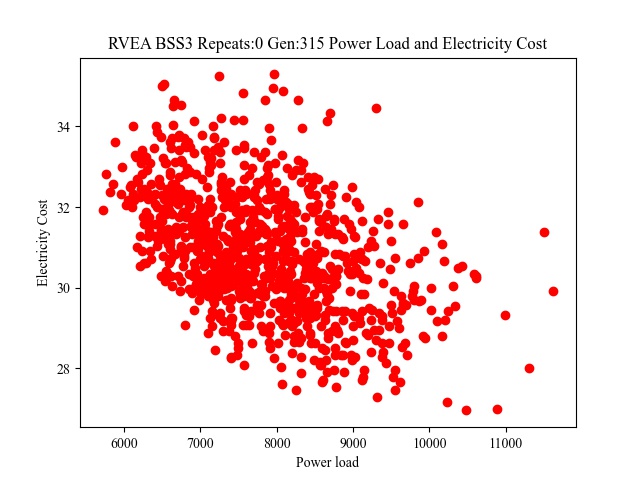 RVEA BSS3 Repeats:0 Gen:315 Power Load and Electricity Cost
34
32
30
28
Electricity Cost
6000 7000 8000 9000 10000 11000
Power load